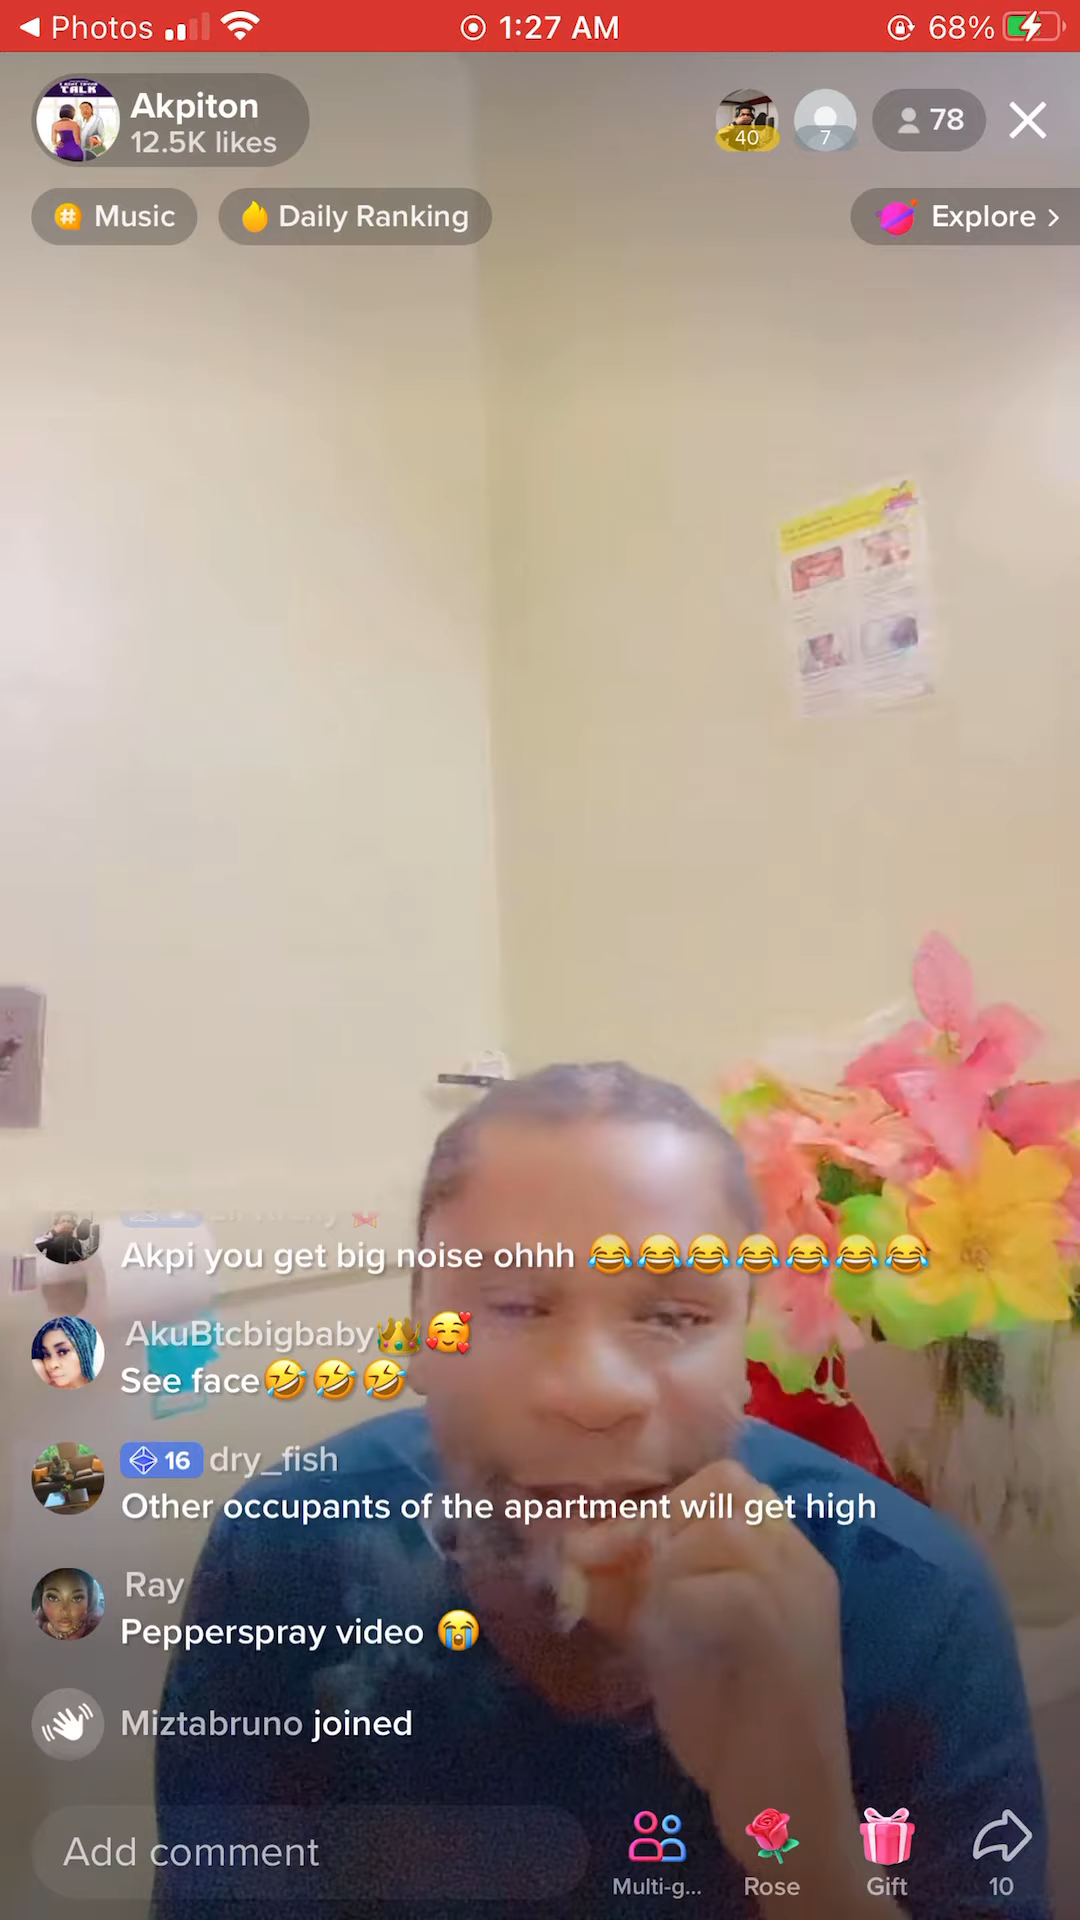 Photos
1:27 AM
68%
TALK
Akpiton
12.5K likes
40
7
78
Music
Daily Ranking
Explore
Akpi you get big noise ohhh 😂😂😂😂😂😂😂
AkuBtcbigbaby👑🥰
See face🤣🤣🤣
16 dry_fish
Other occupants of the apartment will get high
Ray
Pepperspray video 😭
Miztabruno joined
Add comment
Multi-g...
Rose
Gift
10